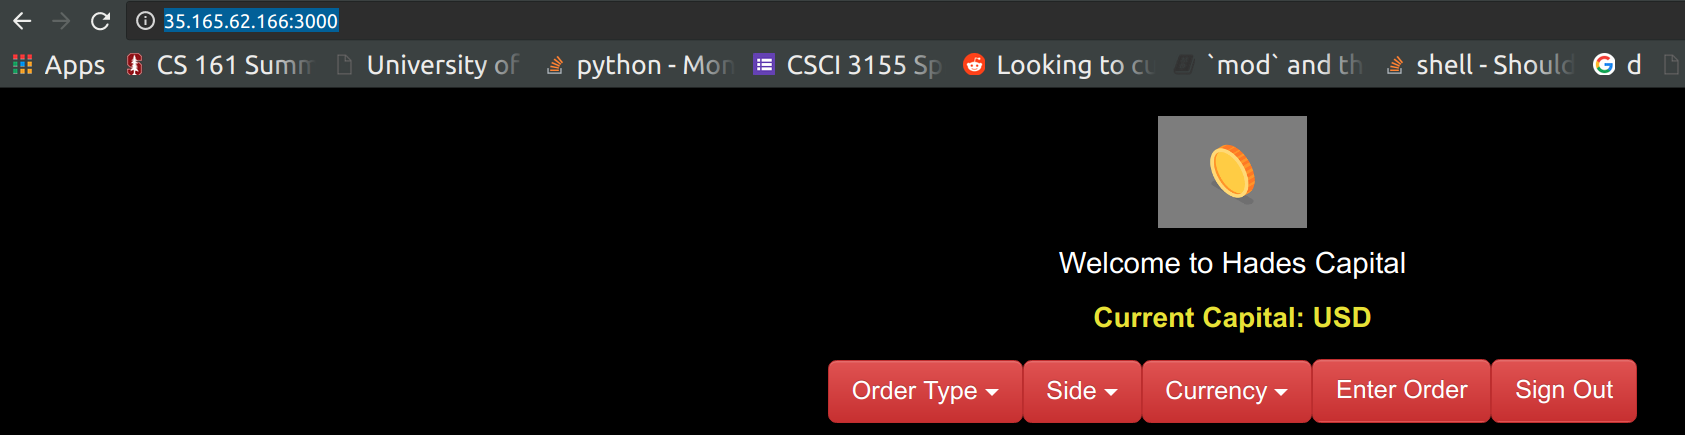 35.165.62.166:3000
Apps CS 161 Summ University of python - Mon CSCI 3155 Sp Looking to cu `mod` and th shell - Should d
Welcome to Hades Capital
Current Capital: USD
Order Type Side Currency Enter Order Sign Out